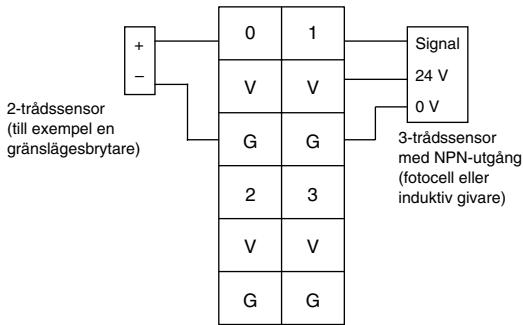 +
–
2-trådssensor
(till exempel en
gränslägesbrytare)
0 1
V V
G G
2 3
V V
G G
Signal
24 V
0 V
3-trådssensor
med NPN-utgång
(fotocell eller
induktiv givare)